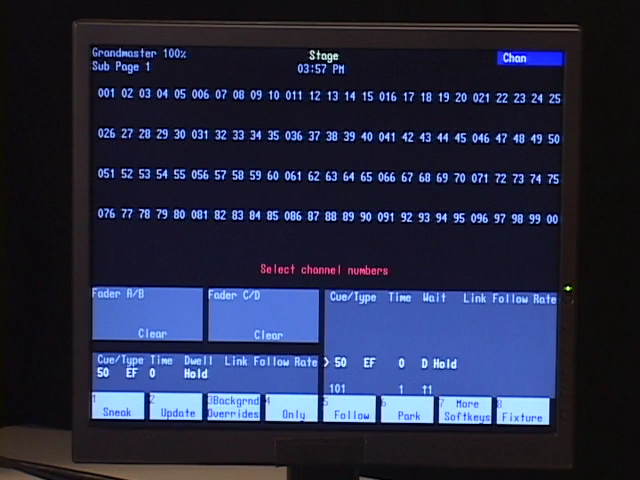 Grandmaster 100% Stage Chan
Sub Page 1 03:57 PM
001 02 03 04 05 006 07 08 09 10 011 12 13 14 15 016 17 18 19 20 021 22 23 24 25
026 27 28 29 30 031 32 33 34 35 036 37 38 39 40 041 42 43 44 45 046 47 48 49 50
051 52 53 54 55 056 57 58 59 60 061 62 63 64 65 066 67 68 69 70 071 72 73 74 75
076 77 78 79 80 081 82 83 84 85 086 87 88 89 90 091 92 93 94 95 096 97 98 99 00
Select channel numbers
Fader A/B Fader C/D Cue/Type Time Wait Link Follow Rate
Clear Clear
Cue/Type Time Dwell Link Follow Rate > 50 EF 0 D Hold
50 EF 0 Hold
101 1 ↑1
1 Sneak
2 Update
3 Backgrnd Overrides
4 Only
5 Follow
6 Park
7 More Softkeys
8 Fixture